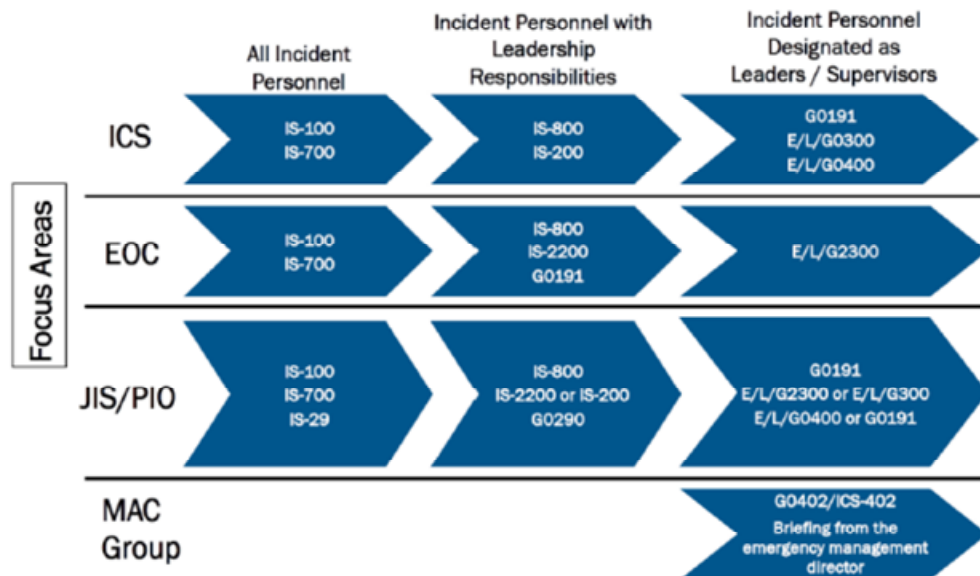 All Incident
Personnel
Incident Personnel with
Leadership
Responsibilities
Incident Personnel
Designated as
Leaders / Supervisors
Focus Areas
ICS
IS-100
IS-700
IS-800
IS-200
G0191
E/L/G0300
E/L/G0400
EOC
IS-100
IS-700
IS-800
IS-2200
G0191
E/L/G2300
JIS/PIO
IS-100
IS-700
IS-29
IS-800
IS-2200 or IS-200
G0290
G0191
E/L/G2300 or E/L/G300
E/L/G0400 or G0191
MAC
Group
G0402/ICS-402
Briefing from the
emergency management
director